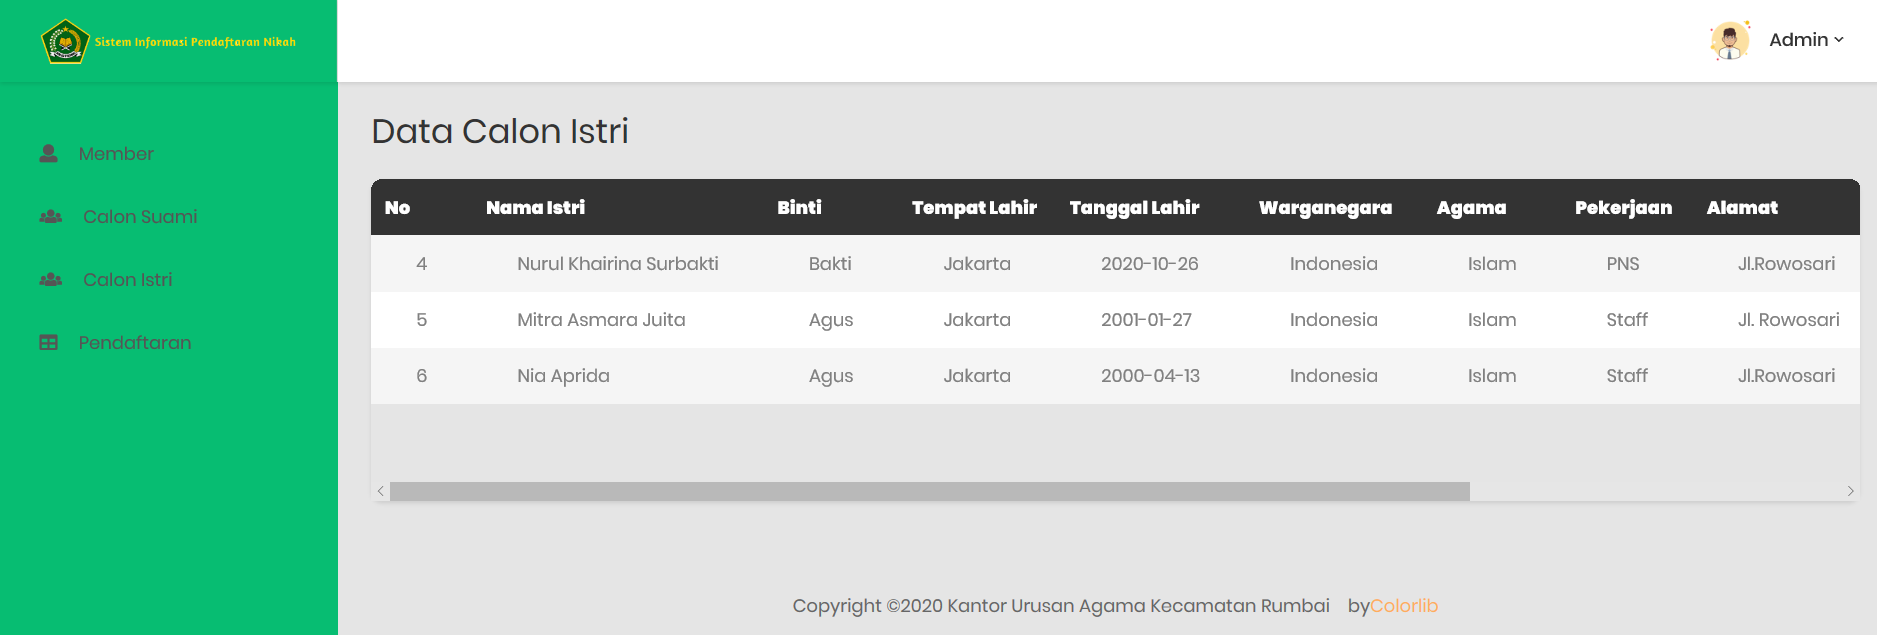 Sistem Informasi Pendaftaran Nikah
Admin
Member
Calon Suami
Calon Istri
Pendaftaran
Data Calon Istri
No Nama Istri Binti Tempat Lahir Tanggal Lahir Warganegara Agama Pekerjaan Alamat
4 Nurul Khairina Surbakti Bakti Jakarta 2020-10-26 Indonesia Islam PNS Jl.Rowosari
5 Mitra Asmara Juita Agus Jakarta 2001-01-27 Indonesia Islam Staff Jl. Rowosari
6 Nia Aprida Agus Jakarta 2000-04-13 Indonesia Islam Staff Jl.Rowosari
Copyright ©2020 Kantor Urusan Agama Kecamatan Rumbai byColorlib